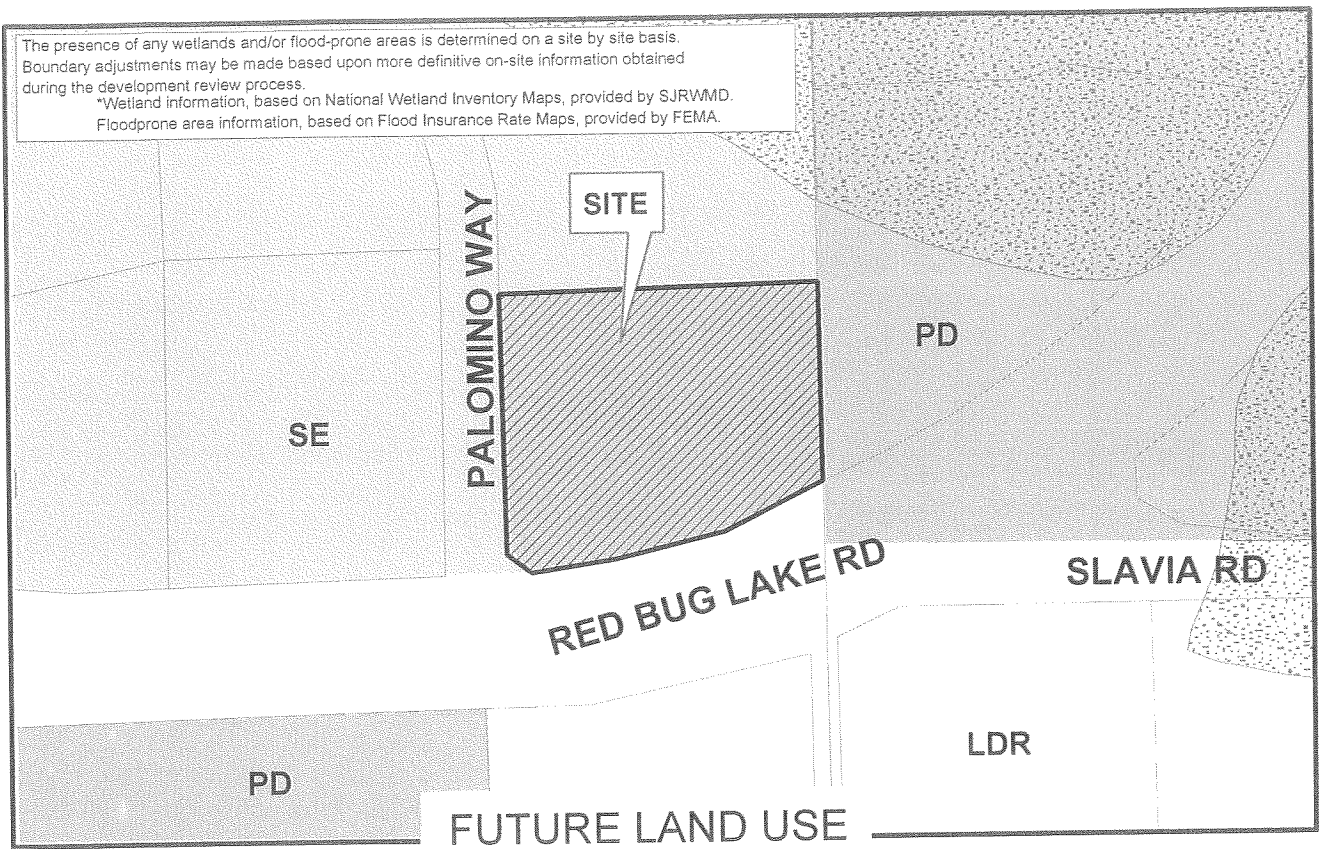 The presence of any wetlands and/or flood-prone areas is determined on a site by site basis.
Boundary adjustments may be made based upon more definitive on-site information obtained
during the development review process.
*Wetland information, based on National Wetland Inventory Maps, provided by SJRWMD.
Floodprone area information, based on Flood Insurance Rate Maps, provided by FEMA.
SITE
PALOMINO WAY
PD
SE
RED BUG LAKE RD
SLAVIA RD
LDR
PD
FUTURE LAND USE